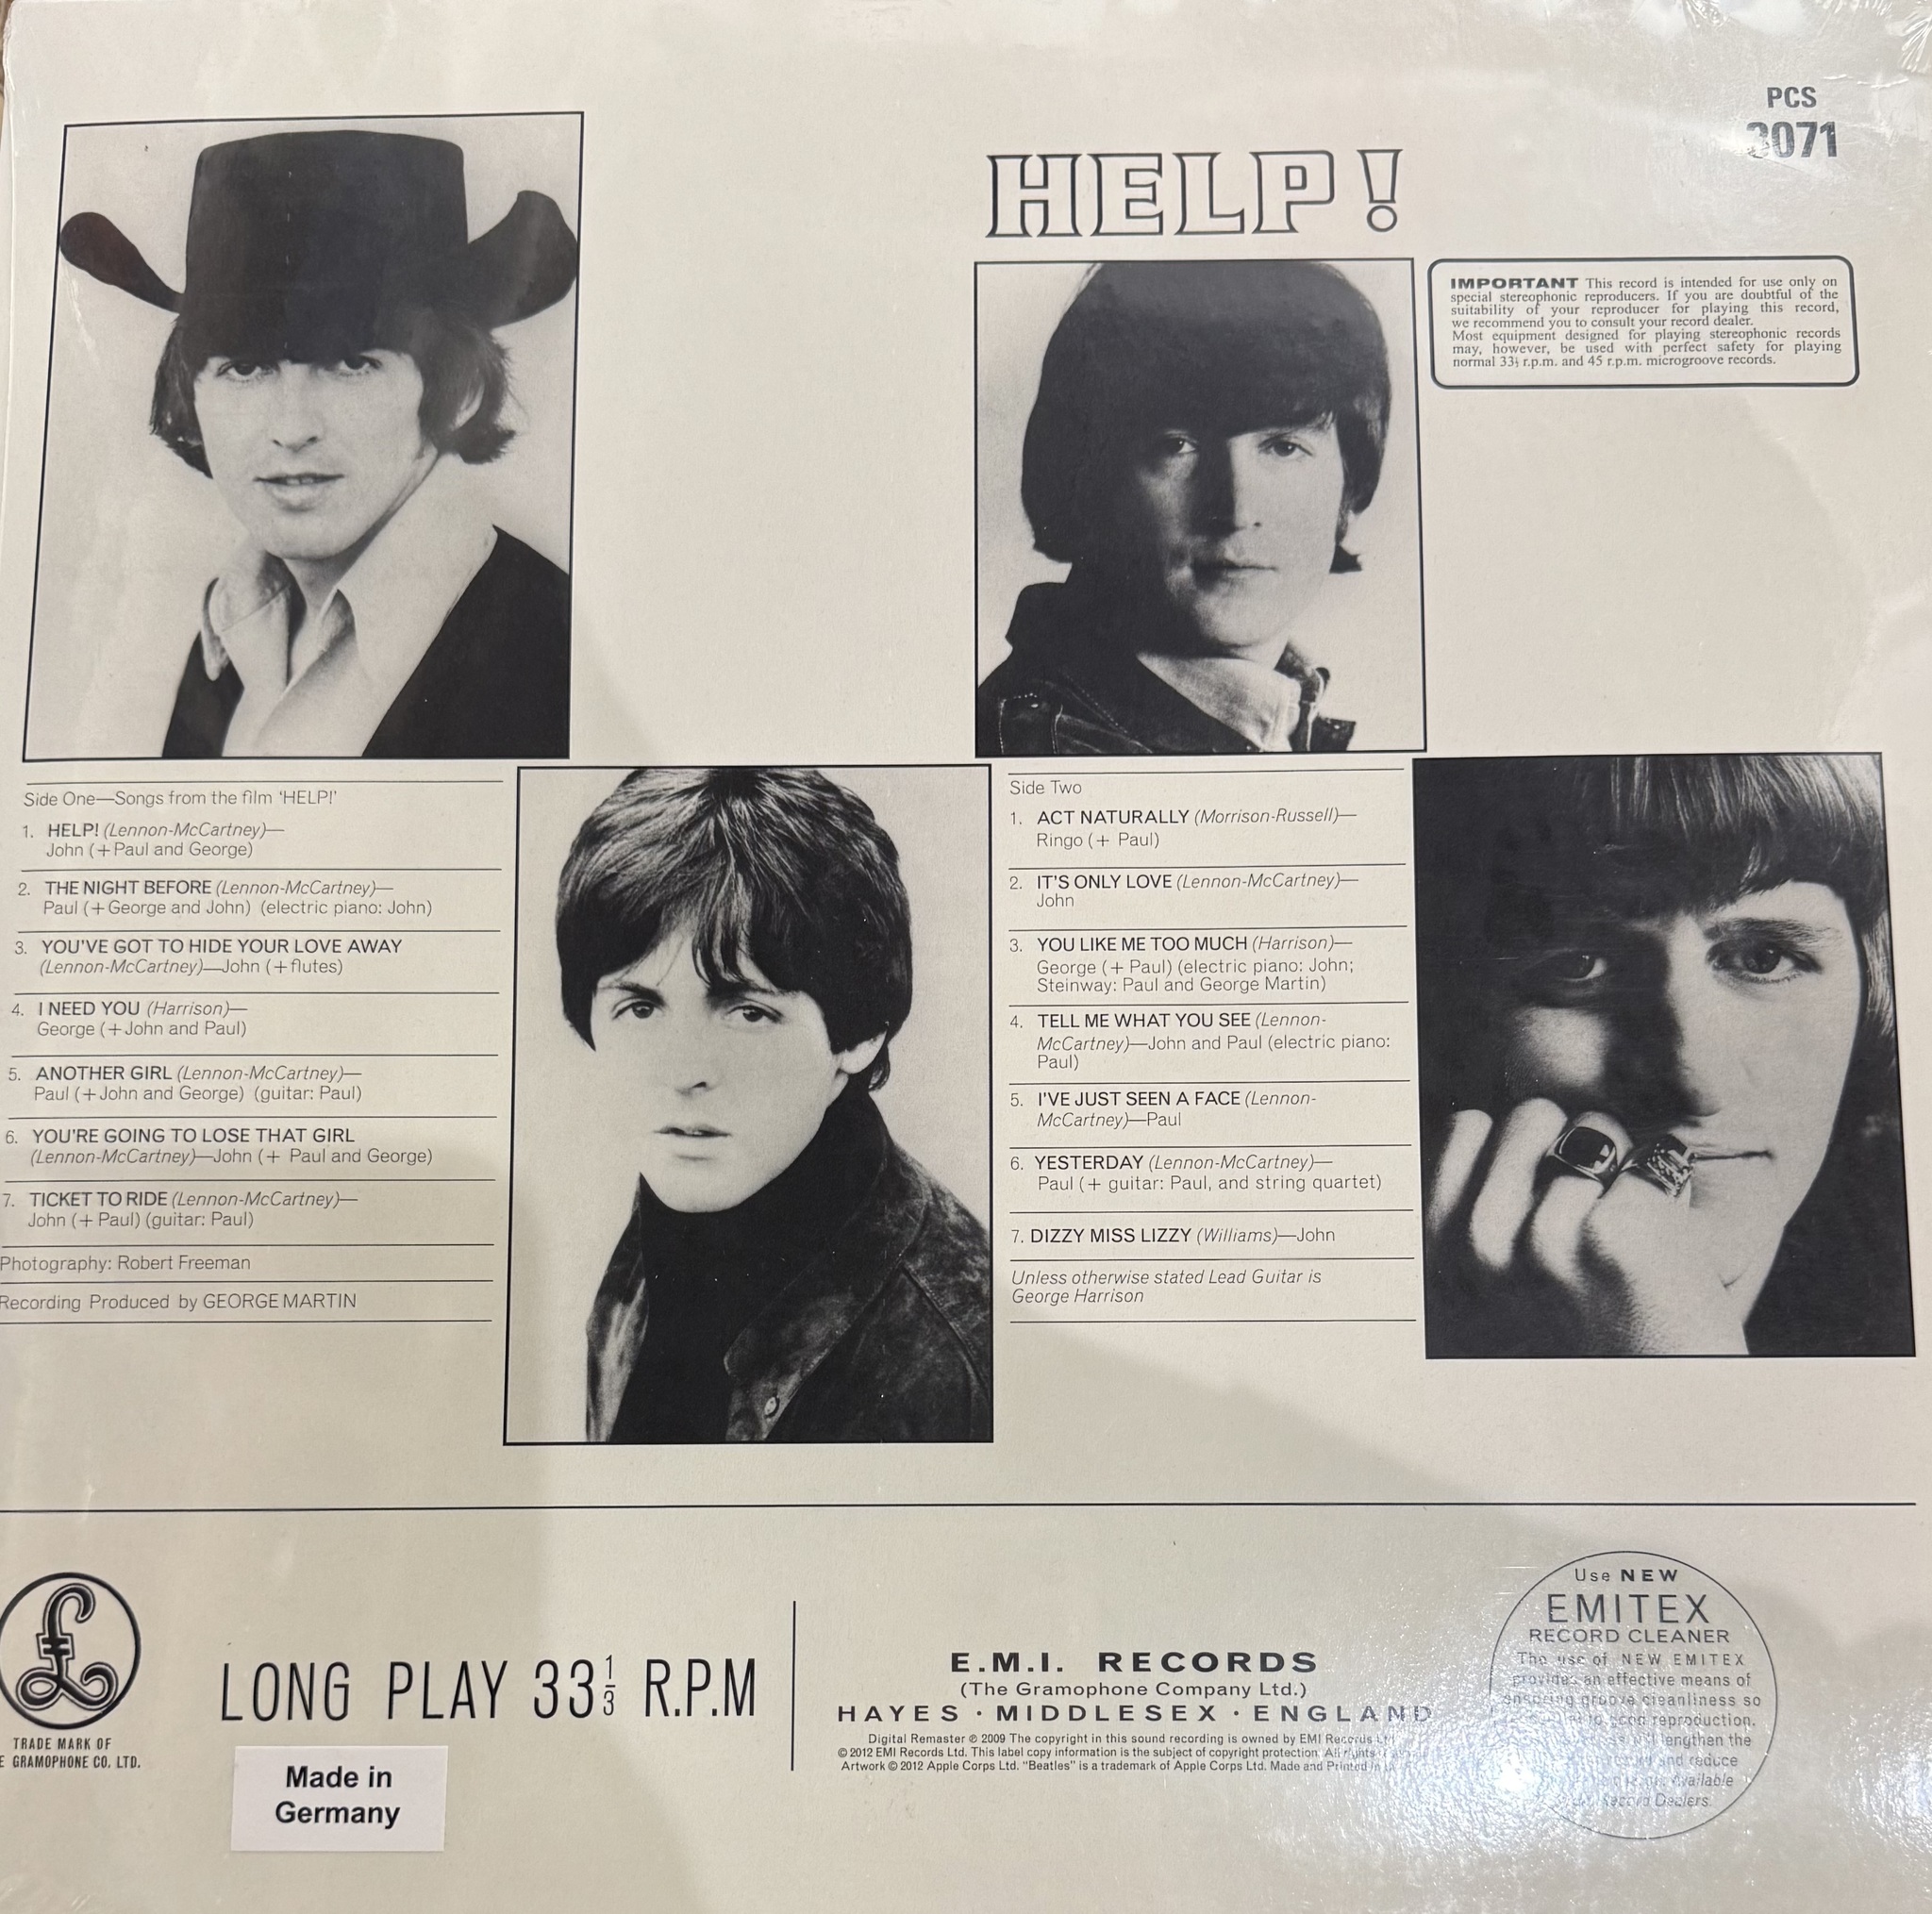 PCS
3071
HELP!
IMPORTANT This record is intended for use only on
special stereophonic reproducers. If you are doubtful of the
suitability of your reproducer for playing this record,
we recommend you to consult your record dealer.
Most equipment designed for playing stereophonic records
may, however, be used with perfect safety for playing
normal 33⅓ r.p.m. and 45 r.p.m. microgroove records.
Side One—Songs from the film 'HELP!'
1. HELP! (Lennon-McCartney)—
John (+Paul and George)
2. THE NIGHT BEFORE (Lennon-McCartney)—
Paul (+George and John) (electric piano: John)
3. YOU'VE GOT TO HIDE YOUR LOVE AWAY
(Lennon-McCartney)—John (+flutes)
4. I NEED YOU (Harrison)—
George (+John and Paul)
5. ANOTHER GIRL (Lennon-McCartney)—
Paul (+John and George) (guitar: Paul)
6. YOU'RE GOING TO LOSE THAT GIRL
(Lennon-McCartney)—John (+ Paul and George)
7. TICKET TO RIDE (Lennon-McCartney)—
John (+ Paul) (guitar: Paul)
Photography: Robert Freeman
Recording Produced by GEORGE MARTIN
Side Two
1. ACT NATURALLY (Morrison-Russell)—
Ringo (+ Paul)
2. IT'S ONLY LOVE (Lennon-McCartney)—
John
3. YOU LIKE ME TOO MUCH (Harrison)—
George (+ Paul) (electric piano: John;
Steinway: Paul and George Martin)
4. TELL ME WHAT YOU SEE (Lennon-
McCartney)—John and Paul (electric piano:
Paul)
5. I'VE JUST SEEN A FACE (Lennon-
McCartney)—Paul
6. YESTERDAY (Lennon-McCartney)—
Paul (+ guitar: Paul, and string quartet)
7. DIZZY MISS LIZZY (Williams)—John
Unless otherwise stated Lead Guitar is
George Harrison
£
TRADE MARK OF
GRAMOPHONE CO. LTD.
LONG PLAY 33⅓ R.P.M
Made in
Germany
E.M.I. RECORDS
(The Gramophone Company Ltd.)
HAYES · MIDDLESEX · ENGLAND
Digital Remaster ℗ 2009 The copyright in this sound recording is owned by EMI Records
© 2012 EMI Records Ltd. This label copy information is the subject of copyright protection. All rights
Artwork © 2012 Apple Corps Ltd. "Beatles" is a trademark of Apple Corps Ltd. Made and Printed in
Use NEW
EMITEX
RECORD CLEANER
The use of NEW EMITEX
provides an effective means of
ensuring groove cleanliness so
reproduction.
lengthen the
and reduce
Available
Record Dealers.